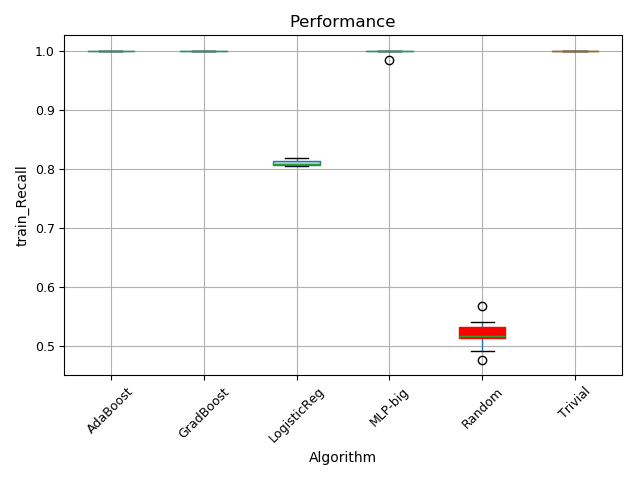 Performance
train_Recall
1.0
0.9
0.8
0.7
0.6
0.5
AdaBoost
GradBoost
LogisticReg
MLP-big
Random
Trivial
Algorithm